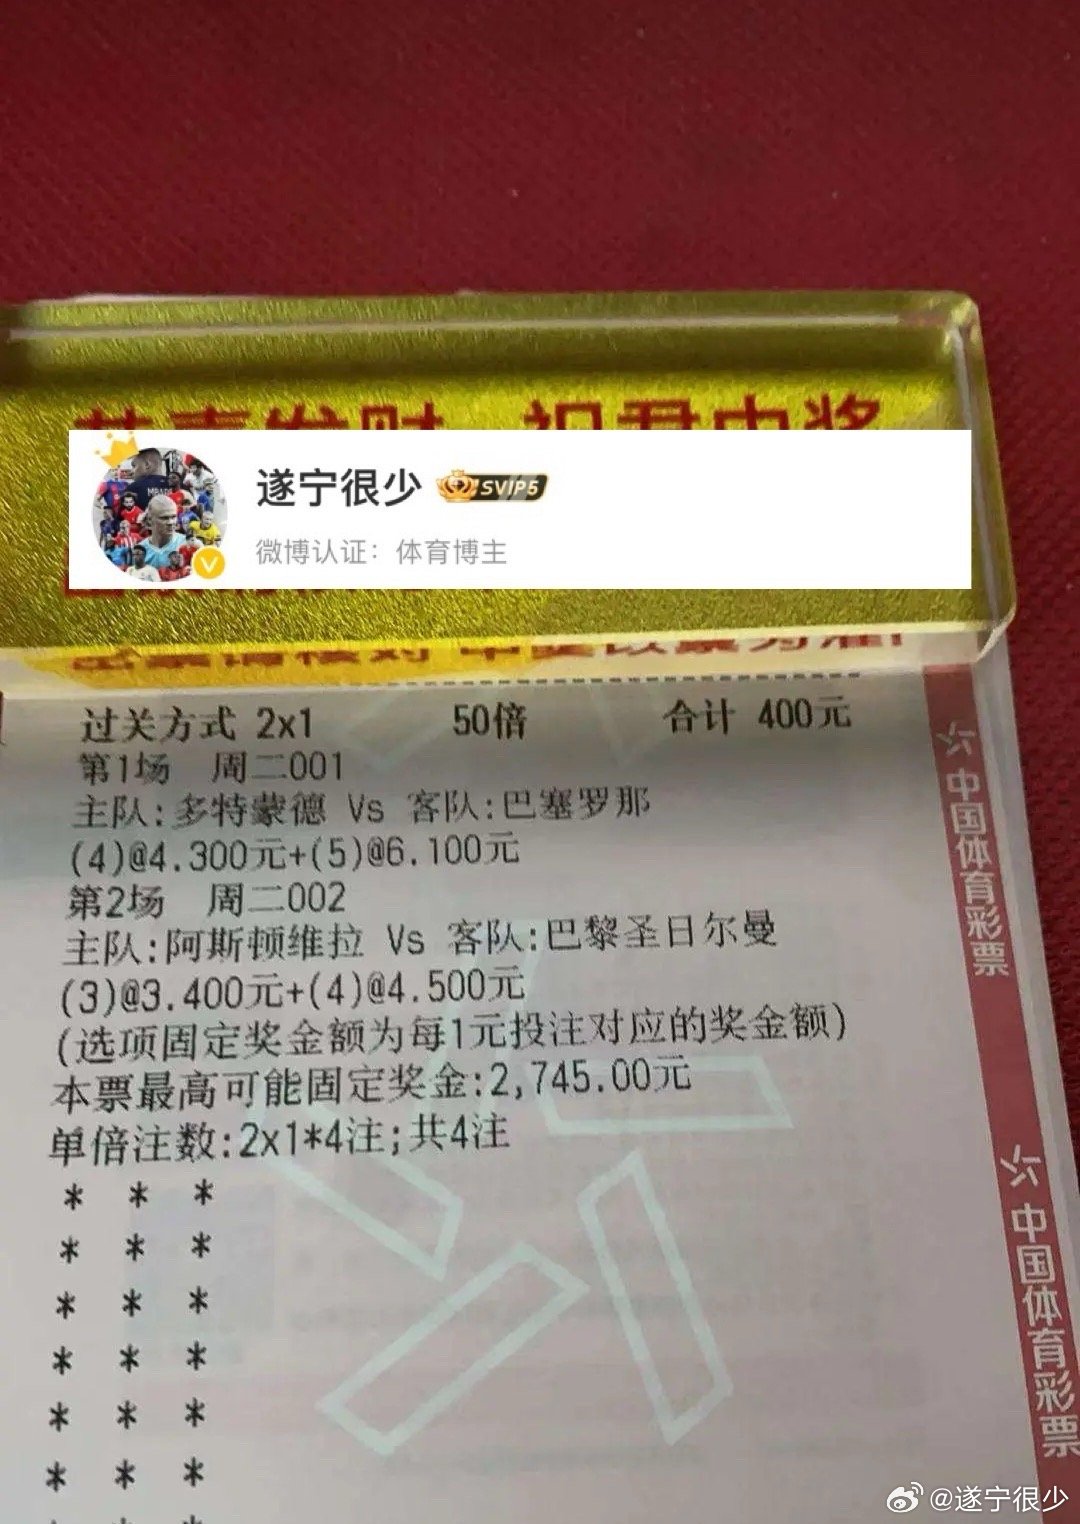 遂宁很少 SVIP5
微博认证：体育博主
过关方式 2x1 50倍 合计 400元
第1场 周二001
主队:多特蒙德 Vs 客队:巴塞罗那
(4)@4.300元+(5)@6.100元
第2场 周二002
主队:阿斯顿维拉 Vs 客队:巴黎圣日尔曼
(3)@3.400元+(4)@4.500元
(选项固定奖金额为每1元投注对应的奖金额)
本票最高可能固定奖金:2,745.00元
单倍注数:2x1*4注;共4注
* * *
* * *
* * *
* * *
* * *
* * *
中国体育彩票
中国体育彩票
@遂宁很少